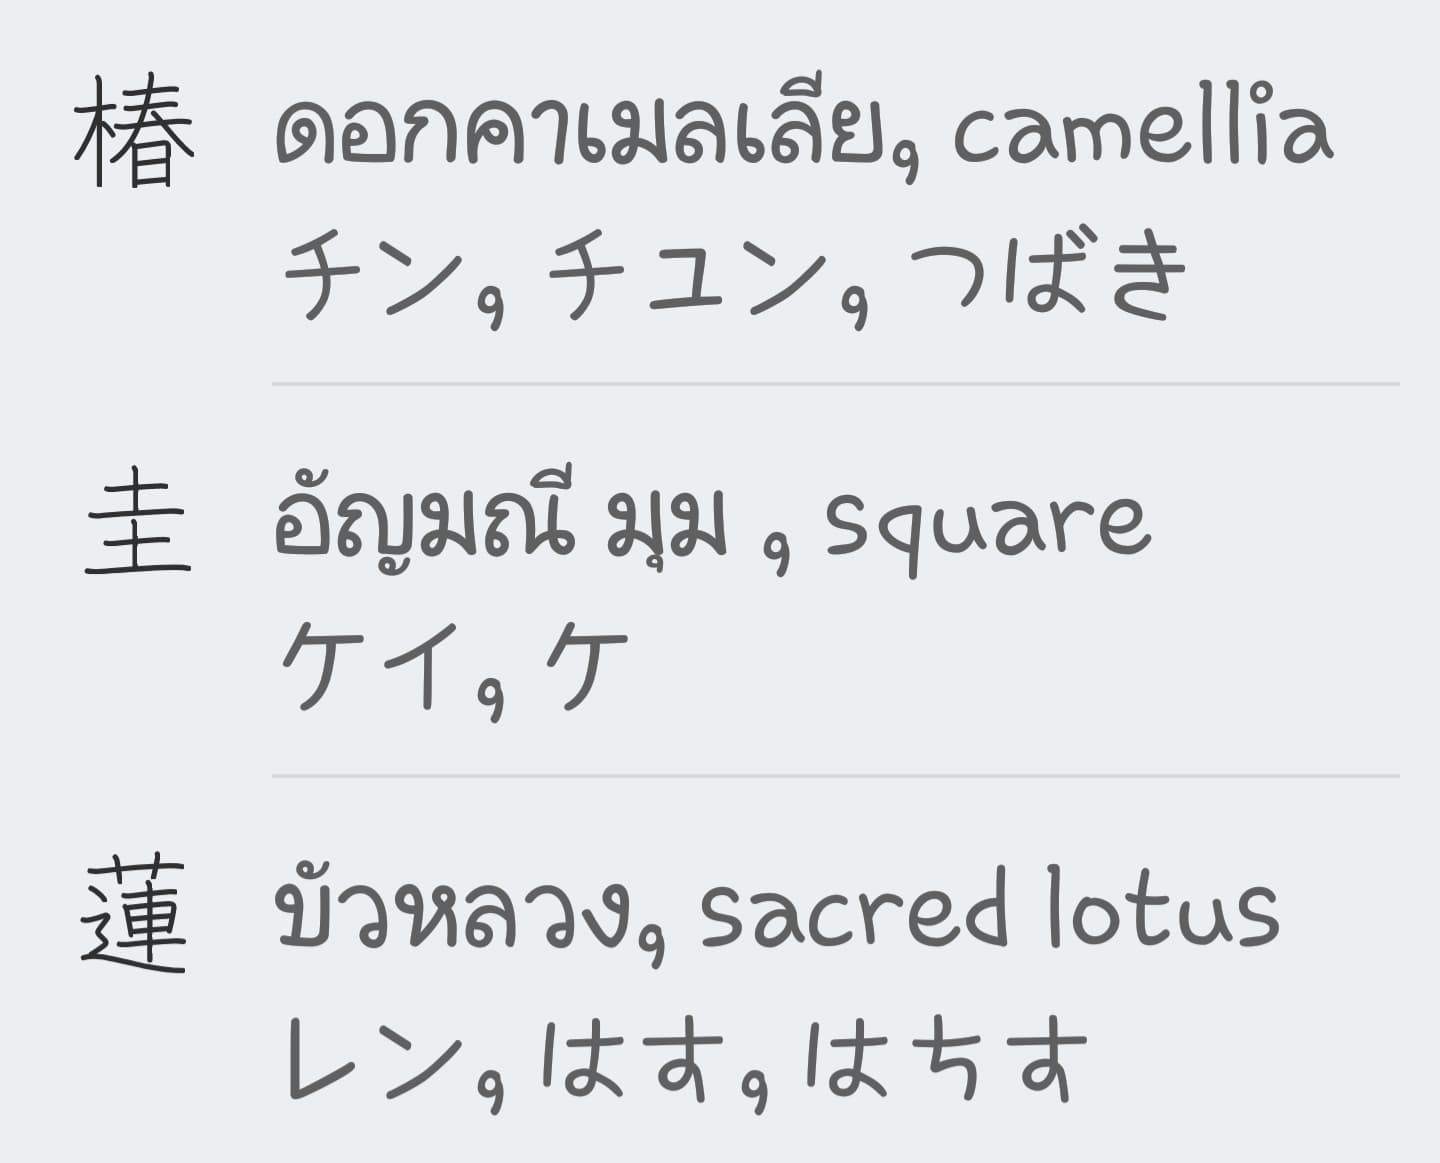 椿 ดอกคาเมลเลีย, camellia
チン, チュン, つばき
圭 อัญมณี มุม , square
ケイ, ケ
蓮 บัวหลวง, sacred lotus
レン, はす, はちす